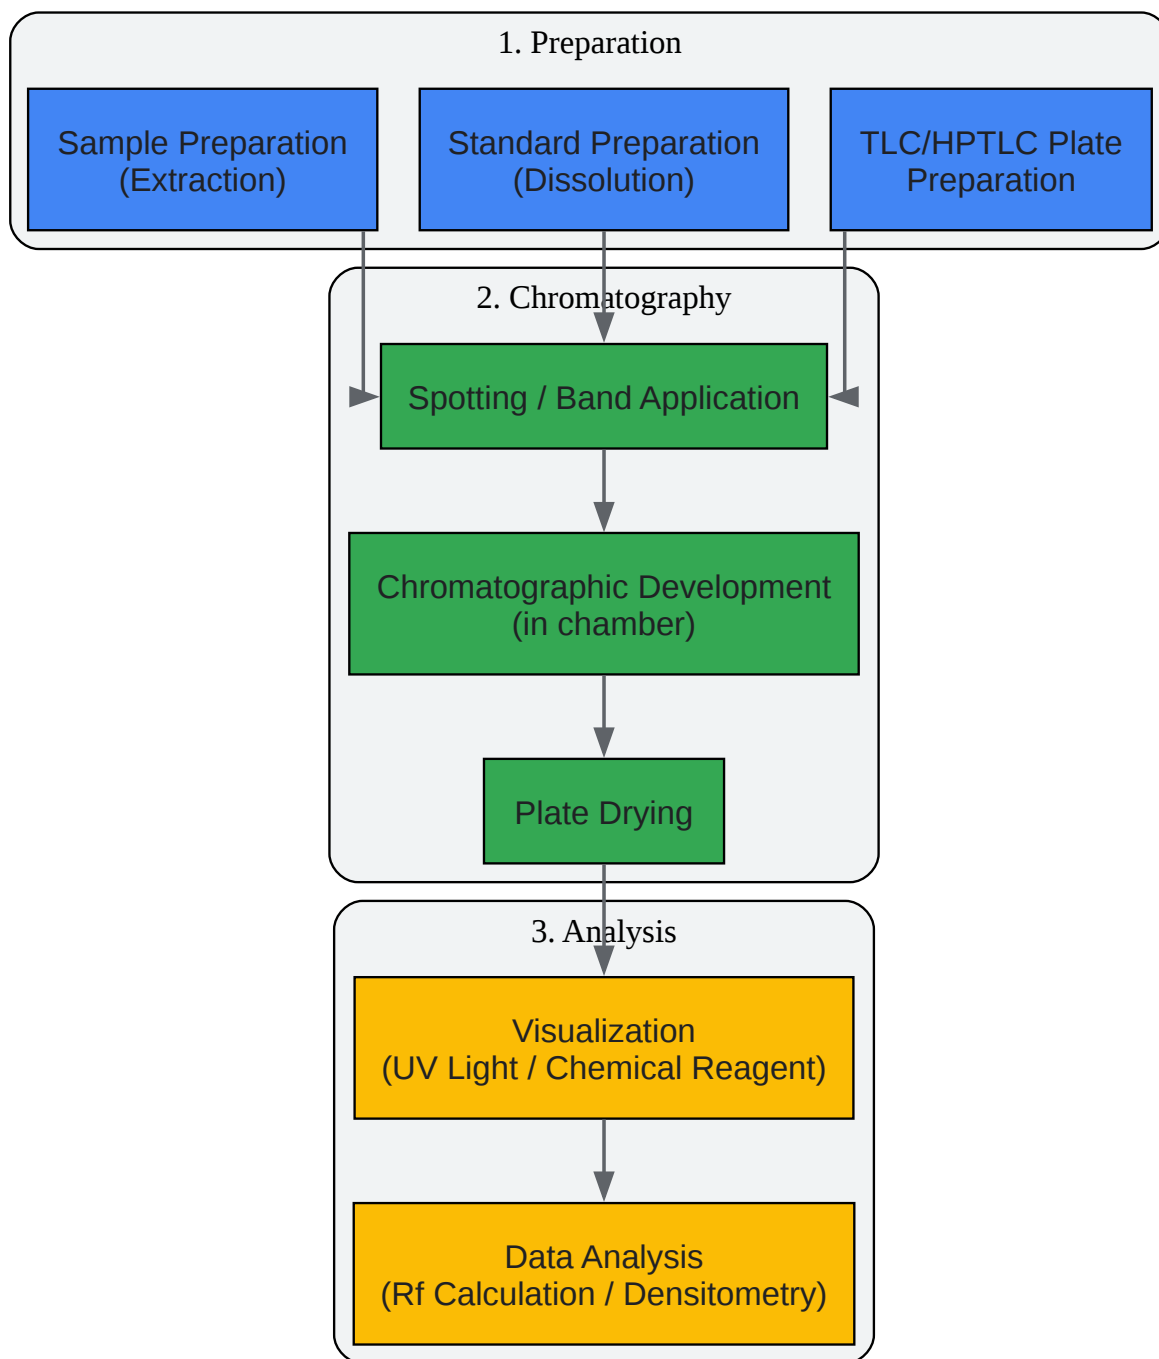 1. Preparation
Sample Preparation
(Extraction)
Standard Preparation
(Dissolution)
TLC/HPTLC Plate
Preparation
2. Chromatography
Spotting / Band Application
Chromatographic Development
(in chamber)
Plate Drying
3. Analysis
Visualization
(UV Light / Chemical Reagent)
Data Analysis
(Rf Calculation / Densitometry)